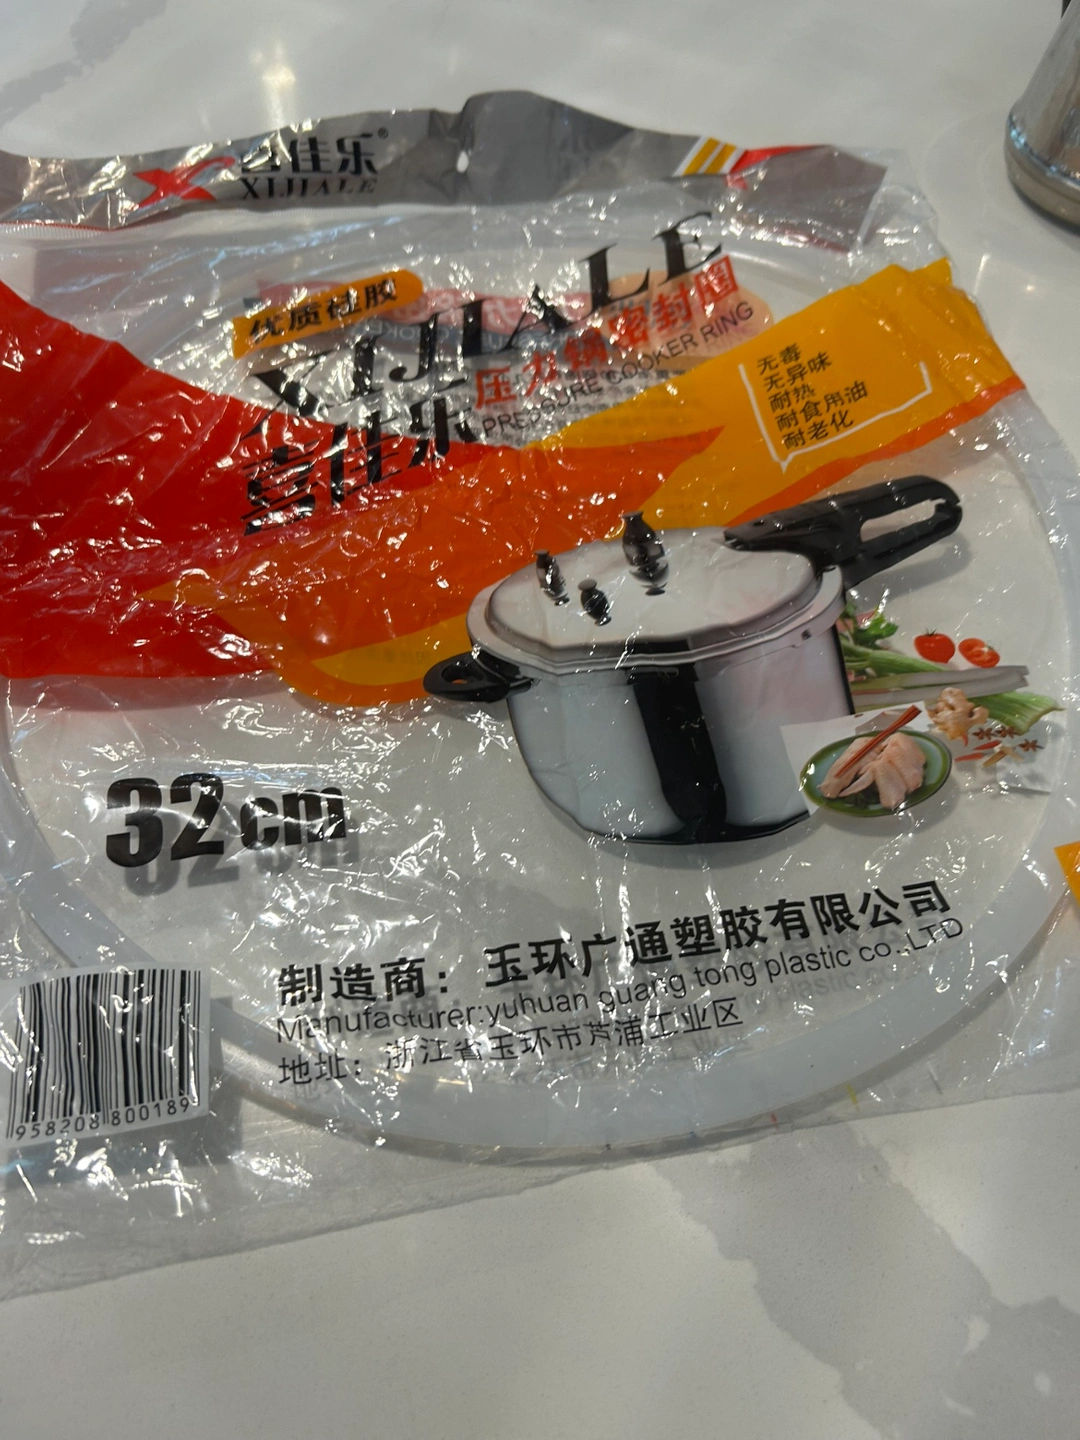 喜佳乐®
XIJIALE
优质硅胶
XIJIALE
喜佳乐
压力锅密封圈
PRESSURE COOKER RING
无毒
无异味
耐热
耐食用油
耐老化
32cm
制造商：玉环广通塑胶有限公司
Manufacturer:yuhuan guang tong plastic co.,LTD
地址：浙江省玉环市芦浦工业区
958208 800189